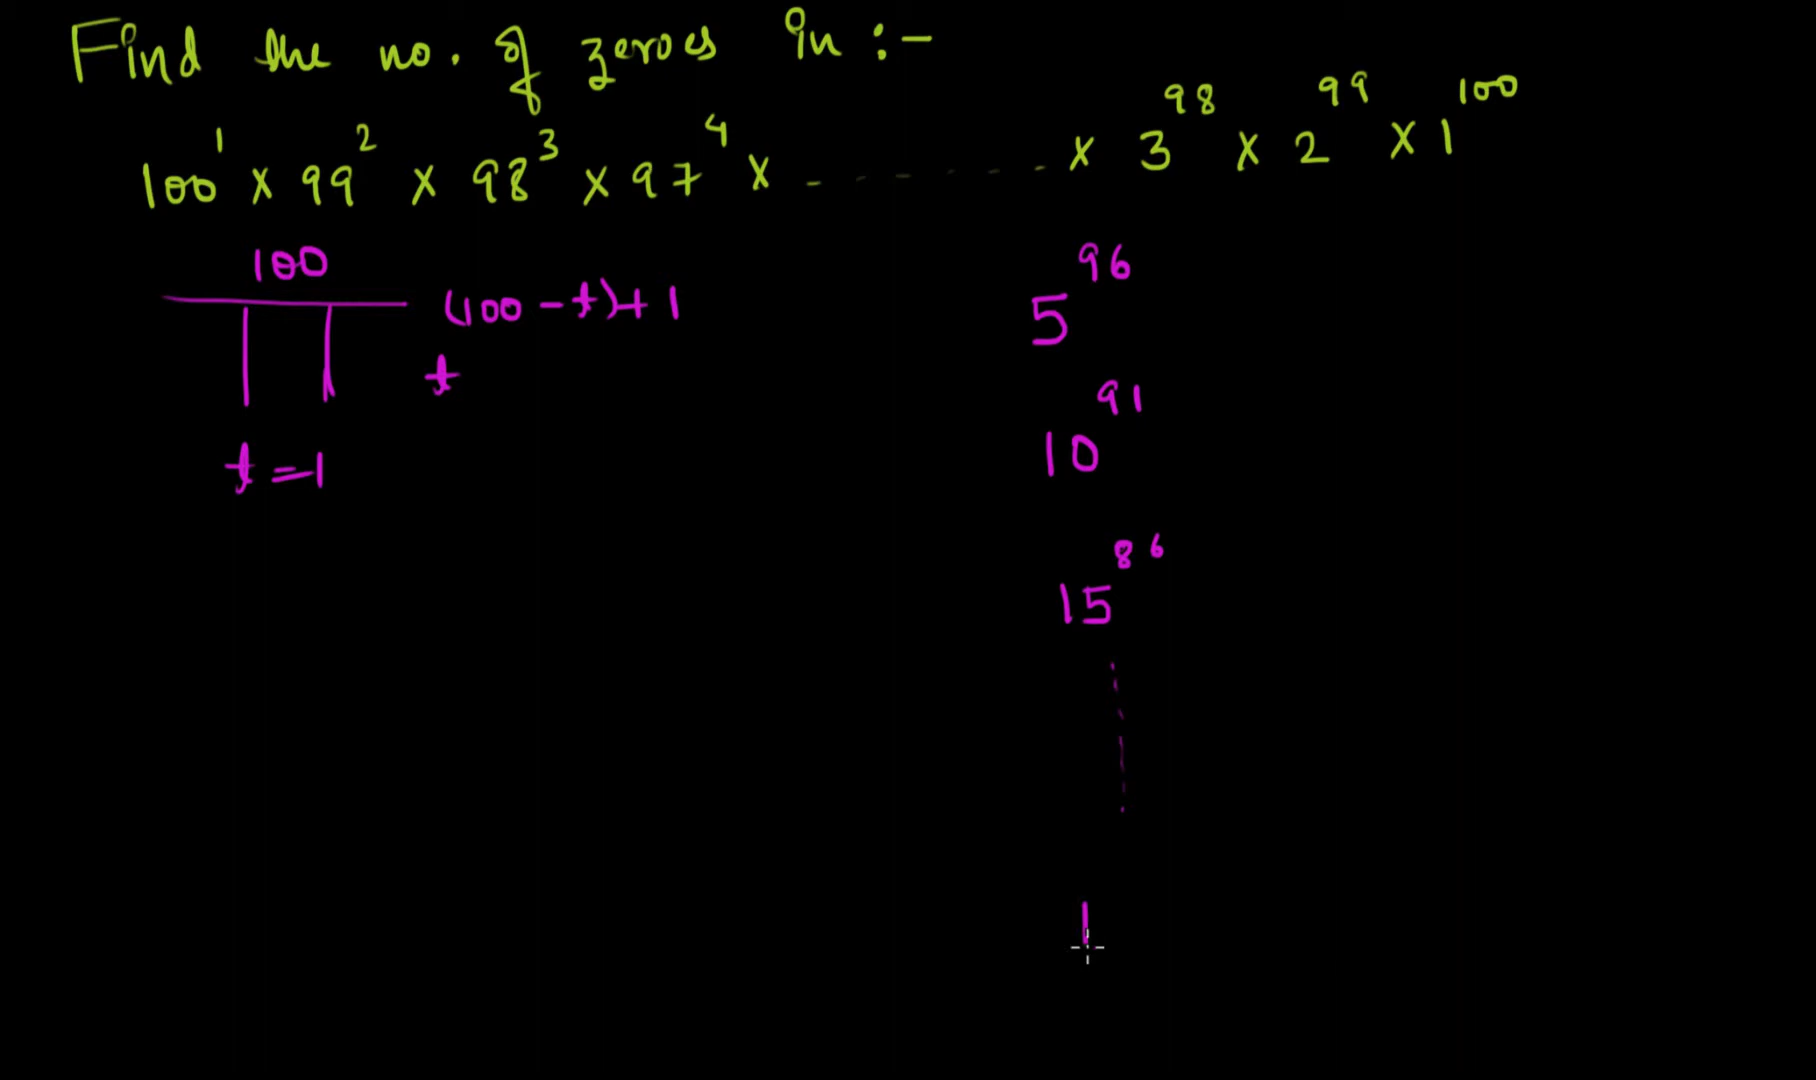 Find the no. of zeroes in :-
100^1 × 99^2 × 98^3 × 97^4 × - - - - - . × 3^98 × 2^99 × 1^100
100
∏ t^(100 - t) + 1
t = 1
5^96
10^91
15^86
1